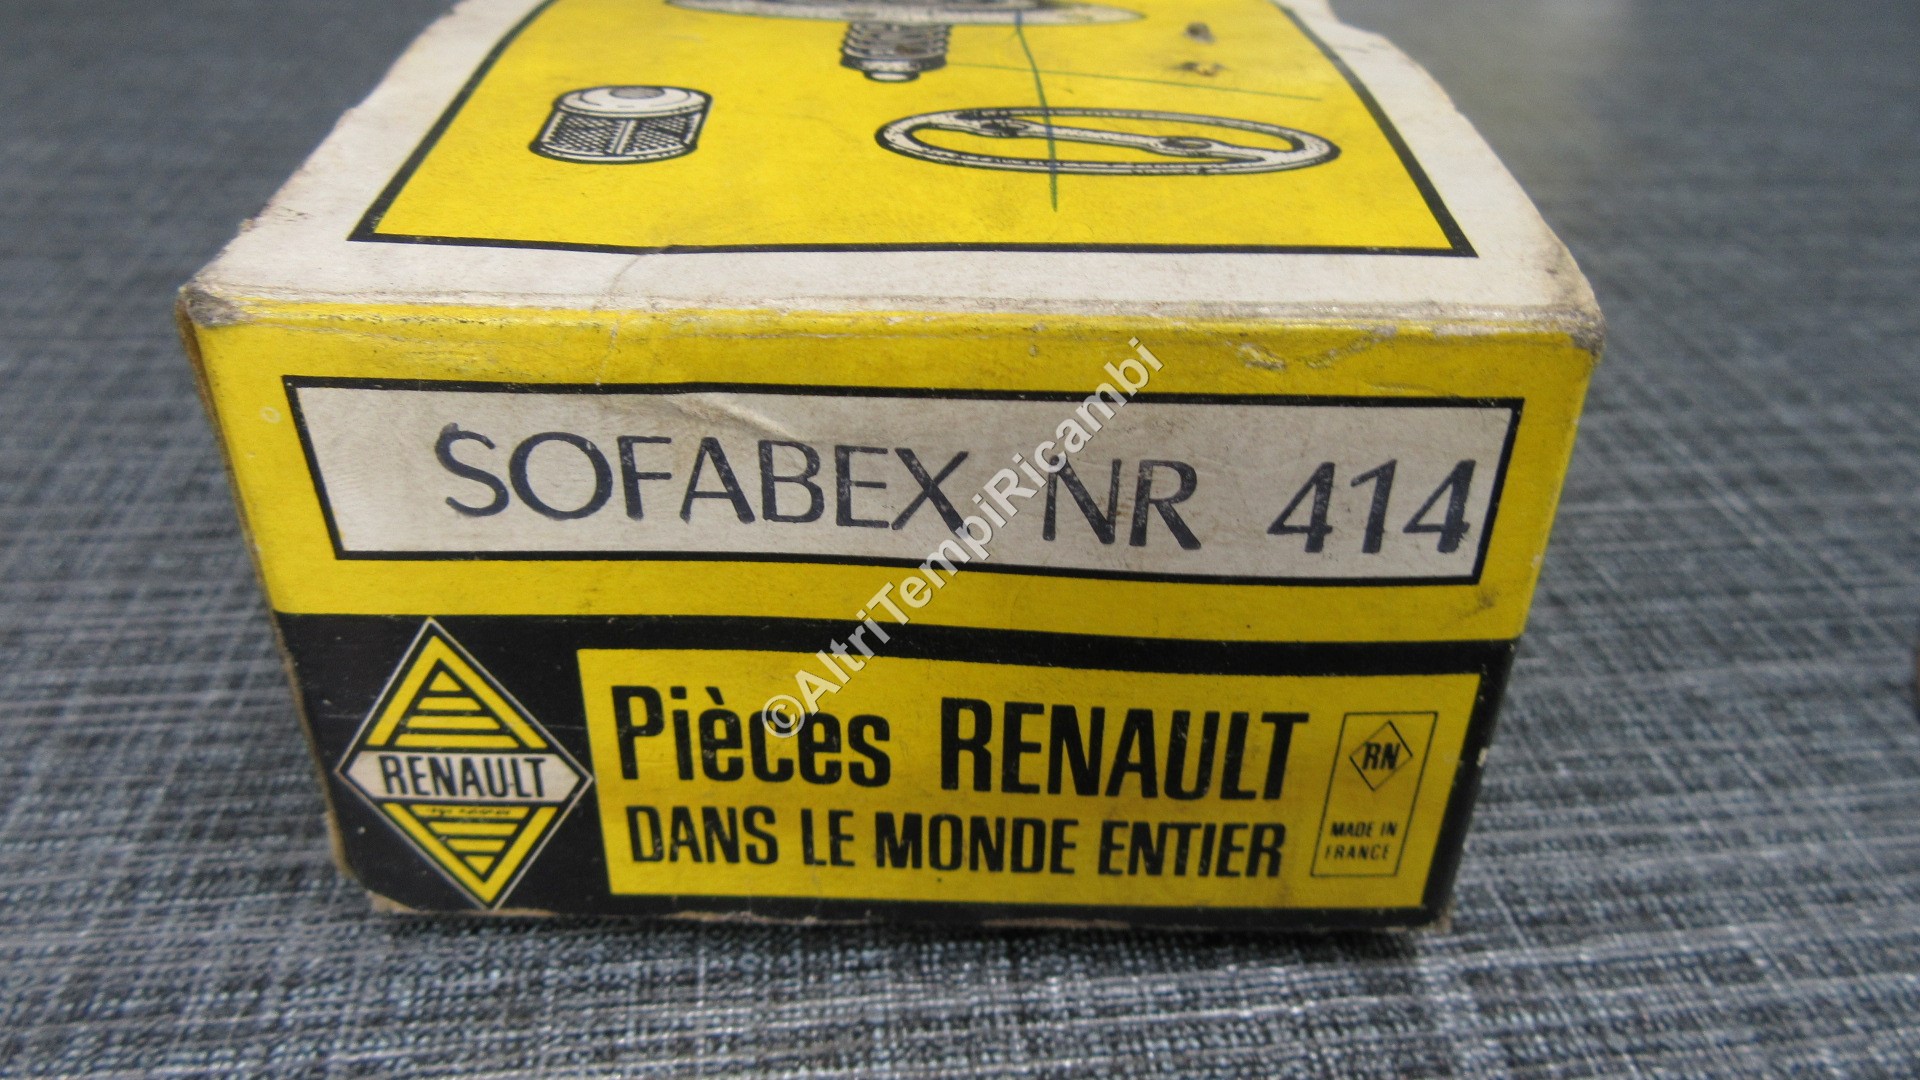 SOFABEX NR 414
RENAULT
Pièces RENAULT
DANS LE MONDE ENTIER
RN
MADE IN
FRANCE
©AltriTempiRicambi